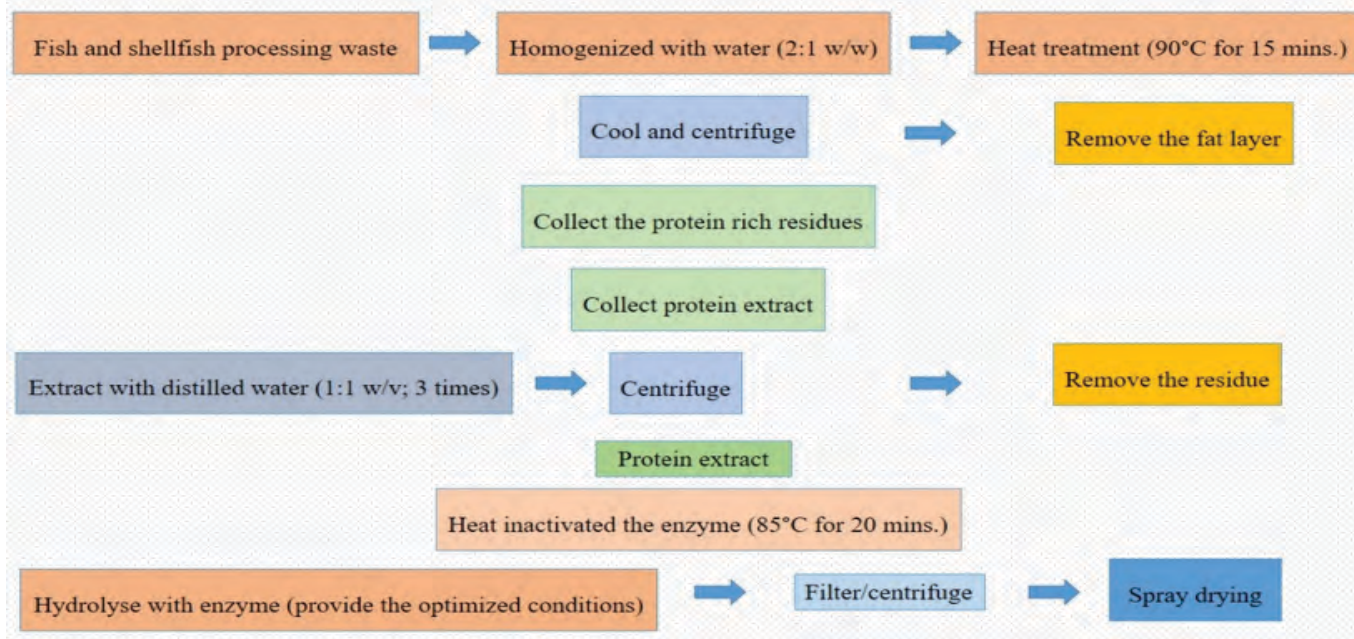 Fish and shellfish processing waste
Homogenized with water (2:1 w/w)
Heat treatment (90°C for 15 mins.)
Cool and centrifuge
Remove the fat layer
Collect the protein rich residues
Collect protein extract
Extract with distilled water (1:1 w/v; 3 times)
Centrifuge
Remove the residue
Protein extract
Heat inactivated the enzyme (85°C for 20 mins.)
Hydrolyse with enzyme (provide the optimized conditions)
Filter/centrifuge
Spray drying